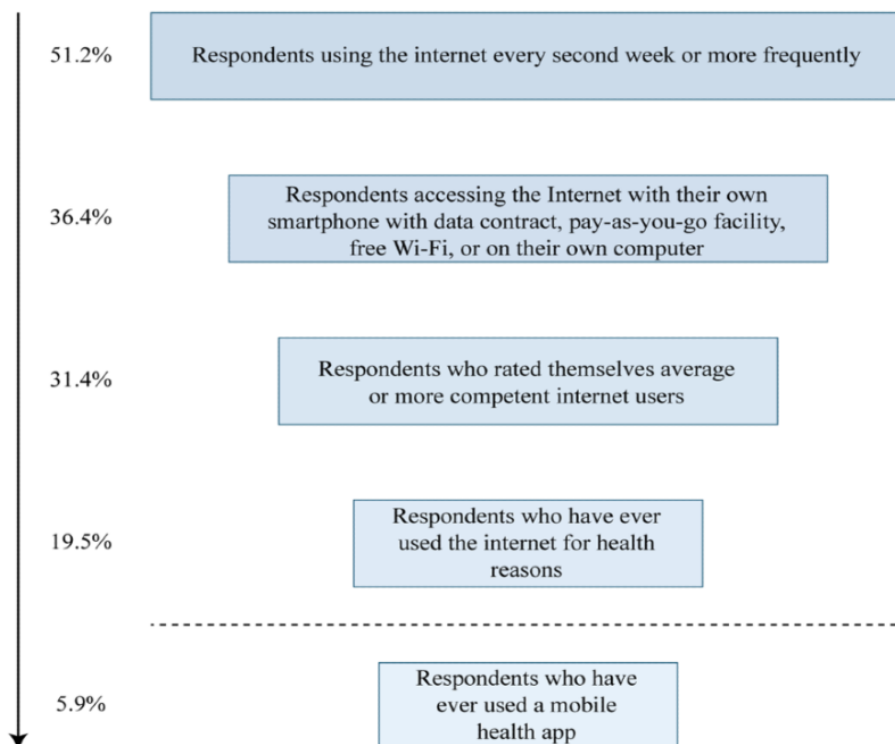 51.2%
Respondents using the internet every second week or more frequently
36.4%
Respondents accessing the Internet with their own
smartphone with data contract, pay-as-you-go facility,
free Wi-Fi, or on their own computer
31.4%
Respondents who rated themselves average
or more competent internet users
19.5%
Respondents who have ever
used the internet for health
reasons
5.9%
Respondents who have
ever used a mobile
health app